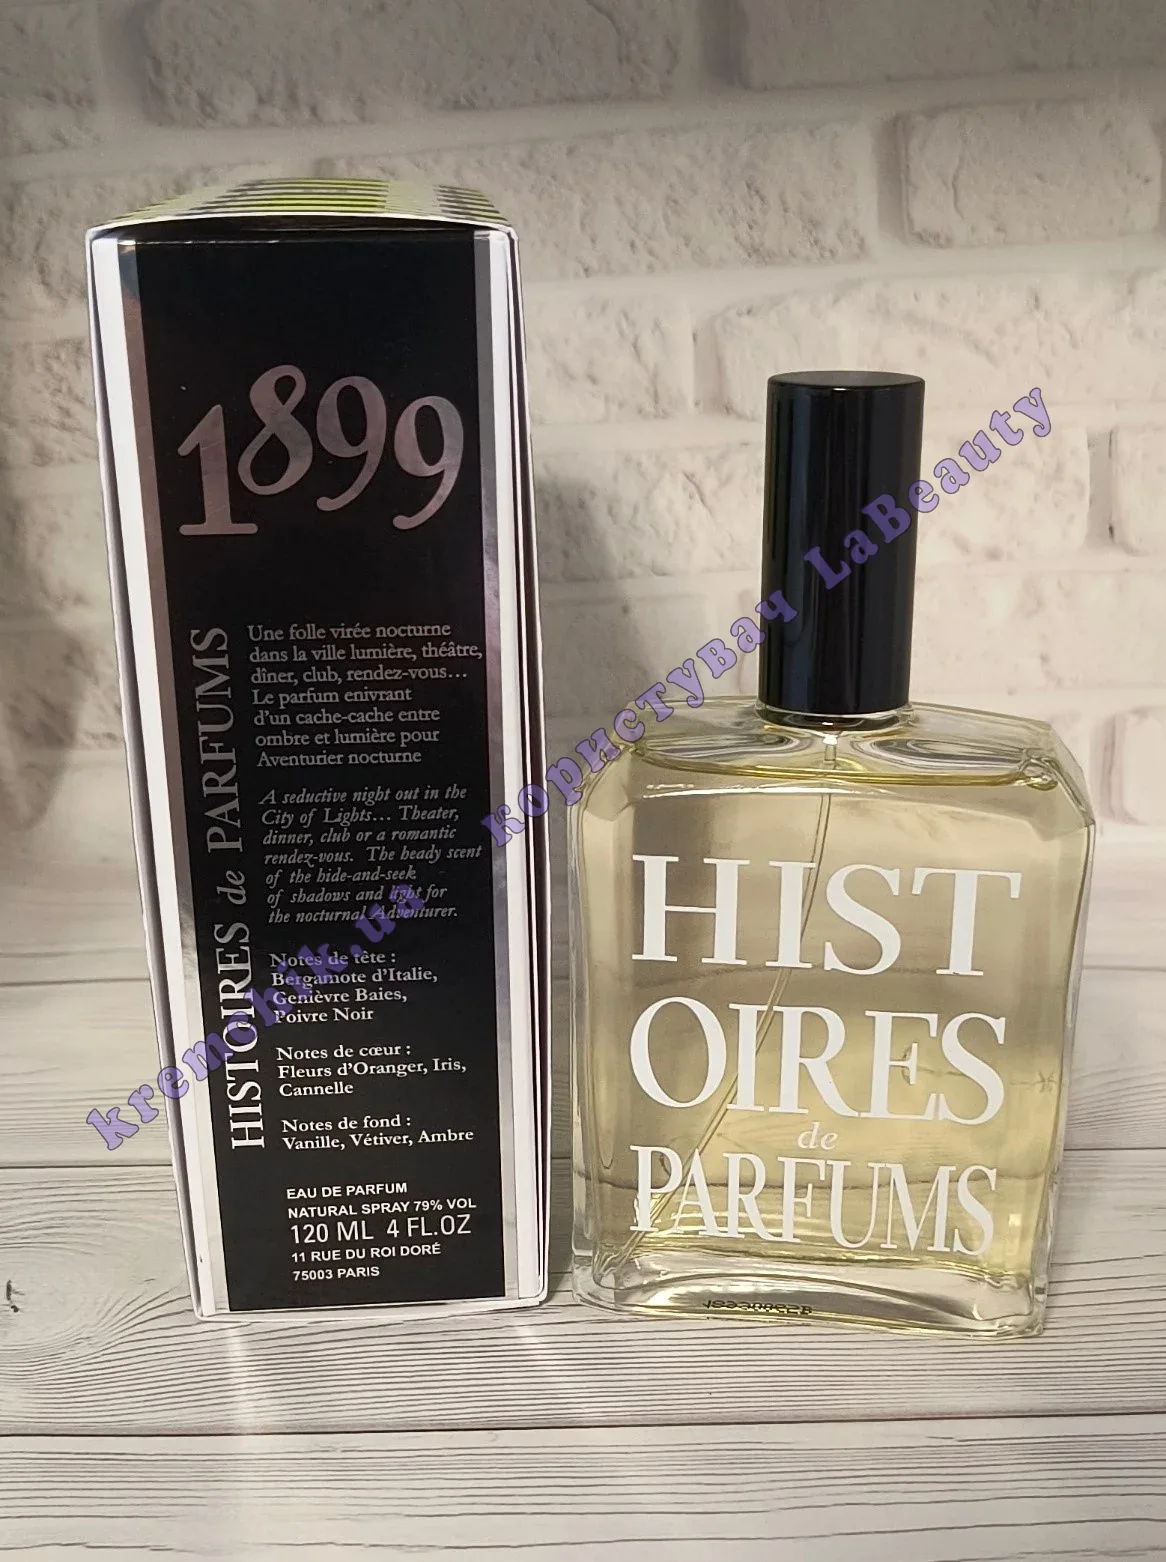 1899
HISTOIRES de PARFUMS
Une folle virée nocturne
dans la ville lumière, théâtre,
dîner, club, rendez-vous...
Le parfum enivrant
d'un cache-cache entre
ombre et lumière pour
Aventurier nocturne
A seductive night out in the
City of Lights... Theater,
dinner, club or a romantic
rendez-vous. The heady scent
of the hide-and-seek
of shadows and light for
the nocturnal Adventurer.
Notes de tête :
Bergamote d'Italie,
Genièvre Baies,
Poivre Noir
Notes de cœur :
Fleurs d'Oranger, Iris,
Cannelle
Notes de fond :
Vanille, Vétiver, Ambre
EAU DE PARFUM
NATURAL SPRAY 79% VOL
120 ML 4 FL.OZ
11 RUE DU ROI DORÉ
75003 PARIS
HIST
OIRES
de
PARFUMS
kremchik.ua користувач LaBeauty